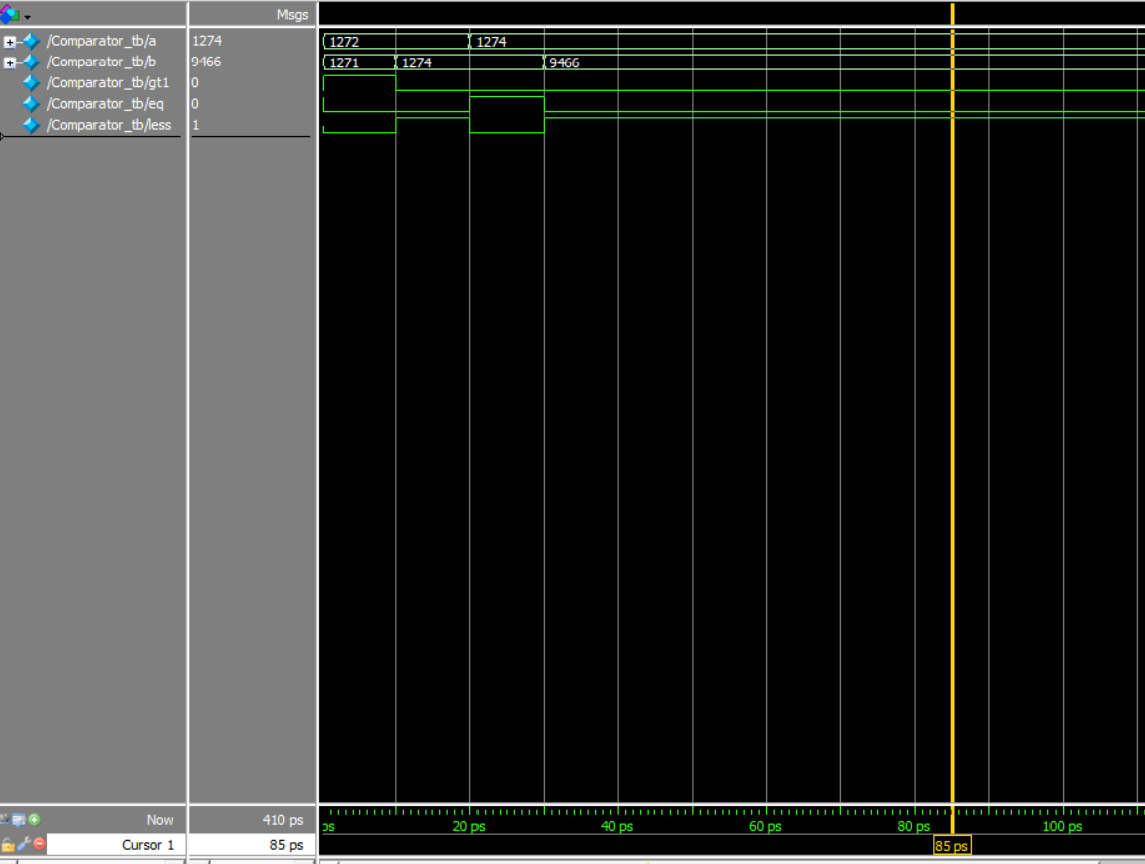 Msgs
/Comparator_tb/a 1274 1272 1274
/Comparator_tb/b 9466 1271 1274 9466
/Comparator_tb/gt1 0
/Comparator_tb/eq 0
/Comparator_tb/less 1
Now 410 ps ps 20 ps 40 ps 60 ps 80 ps 100 ps
Cursor 1 85 ps 85 ps